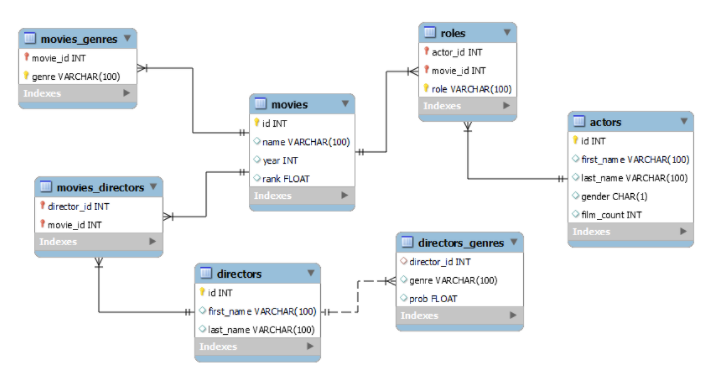 movies_genres
movie_id INT
genre VARCHAR(100)
Indexes
roles
actor_id INT
movie_id INT
role VARCHAR(100)
Indexes
movies
id INT
name VARCHAR(100)
year INT
rank FLOAT
Indexes
actors
id INT
first_name VARCHAR(100)
last_name VARCHAR(100)
gender CHAR(1)
film_count INT
Indexes
movies_directors
director_id INT
movie_id INT
Indexes
directors
id INT
first_name VARCHAR(100)
last_name VARCHAR(100)
Indexes
directors_genres
director_id INT
genre VARCHAR(100)
prob FLOAT
Indexes